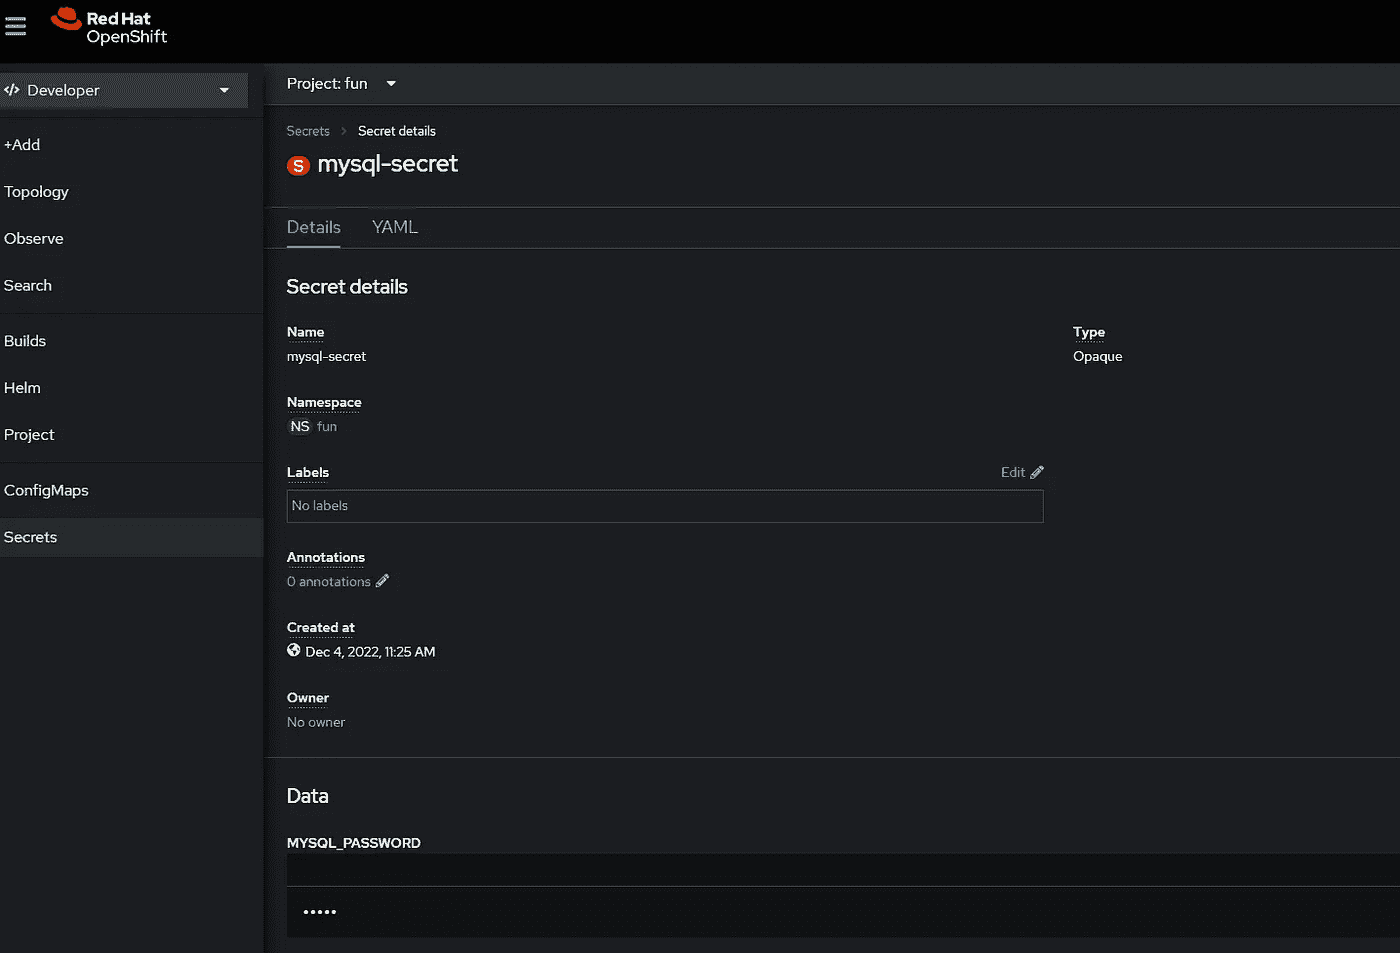 Red Hat
OpenShift
Developer
+Add
Topology
Observe
Search
Builds
Helm
Project
ConfigMaps
Secrets
Project: fun
Secrets > Secret details
S mysql-secret
Details YAML
Secret details
Name
mysql-secret
Type
Opaque
Namespace
NS fun
Labels
Edit
No labels
Annotations
0 annotations
Created at
Dec 4, 2022, 11:25 AM
Owner
No owner
Data
MYSQL_PASSWORD
•••••